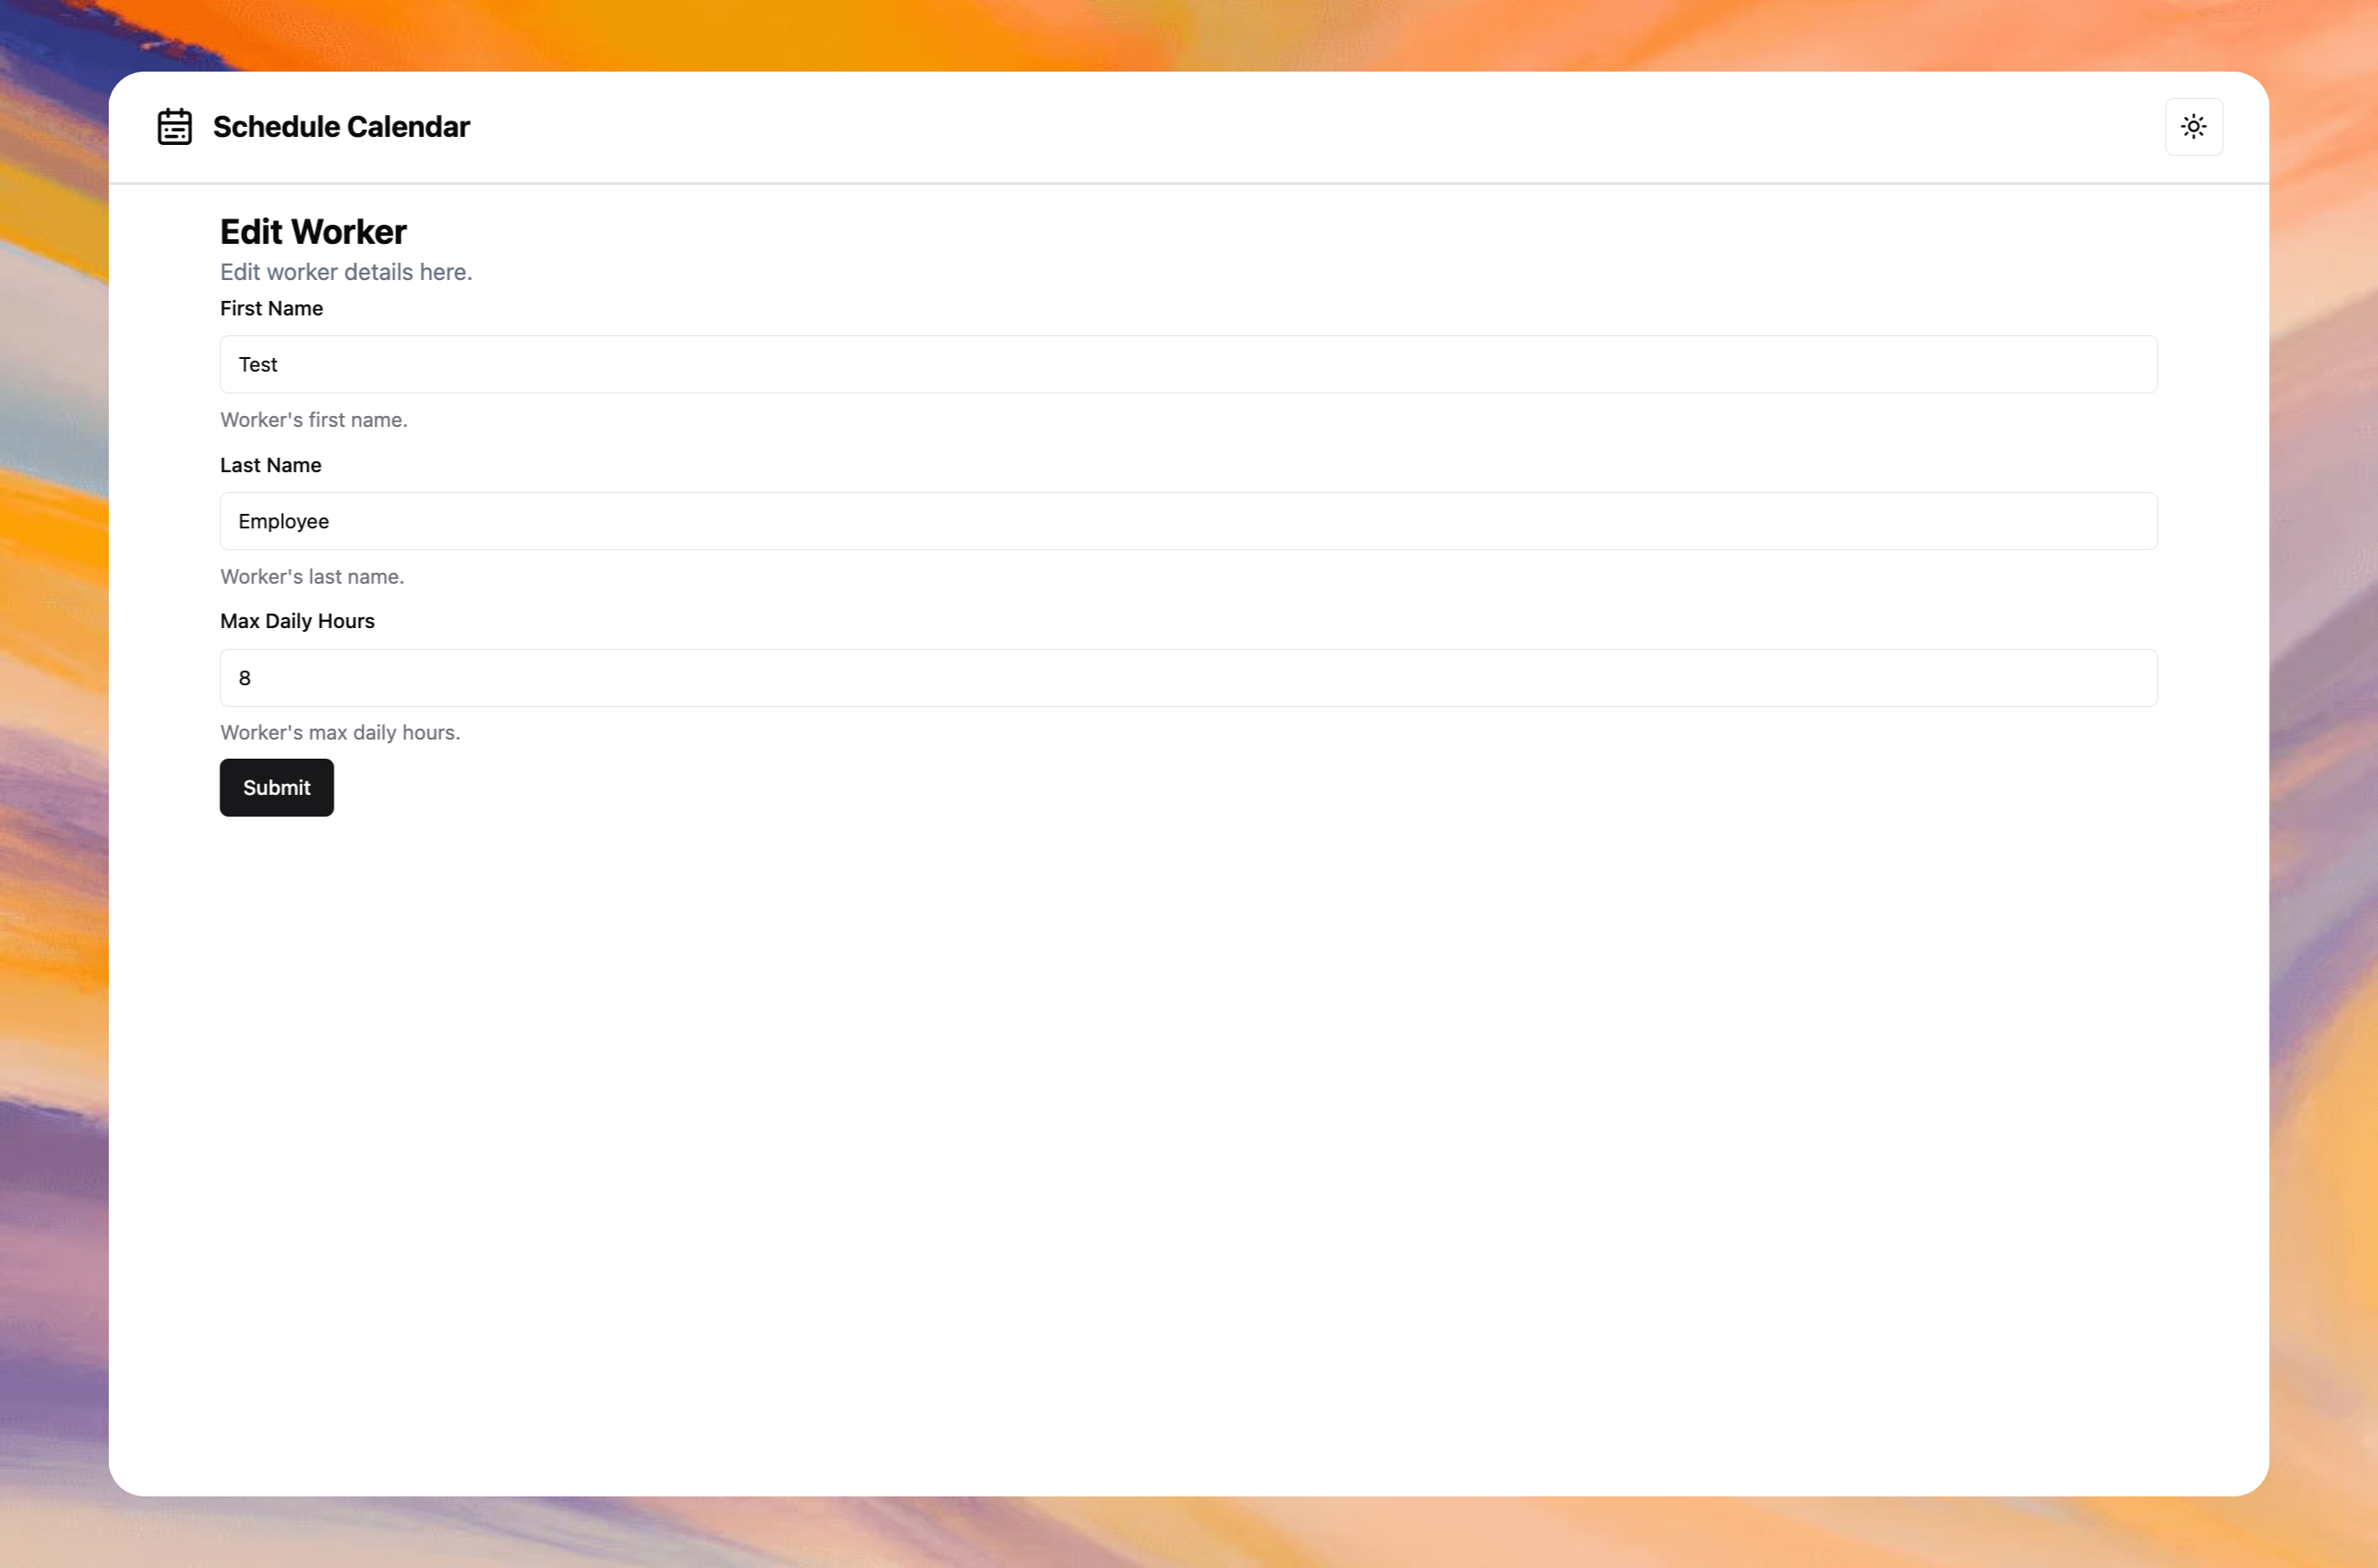 Schedule Calendar
Edit Worker
Edit worker details here.
First Name
Test
Worker's first name.
Last Name
Employee
Worker's last name.
Max Daily Hours
8
Worker's max daily hours.
Submit